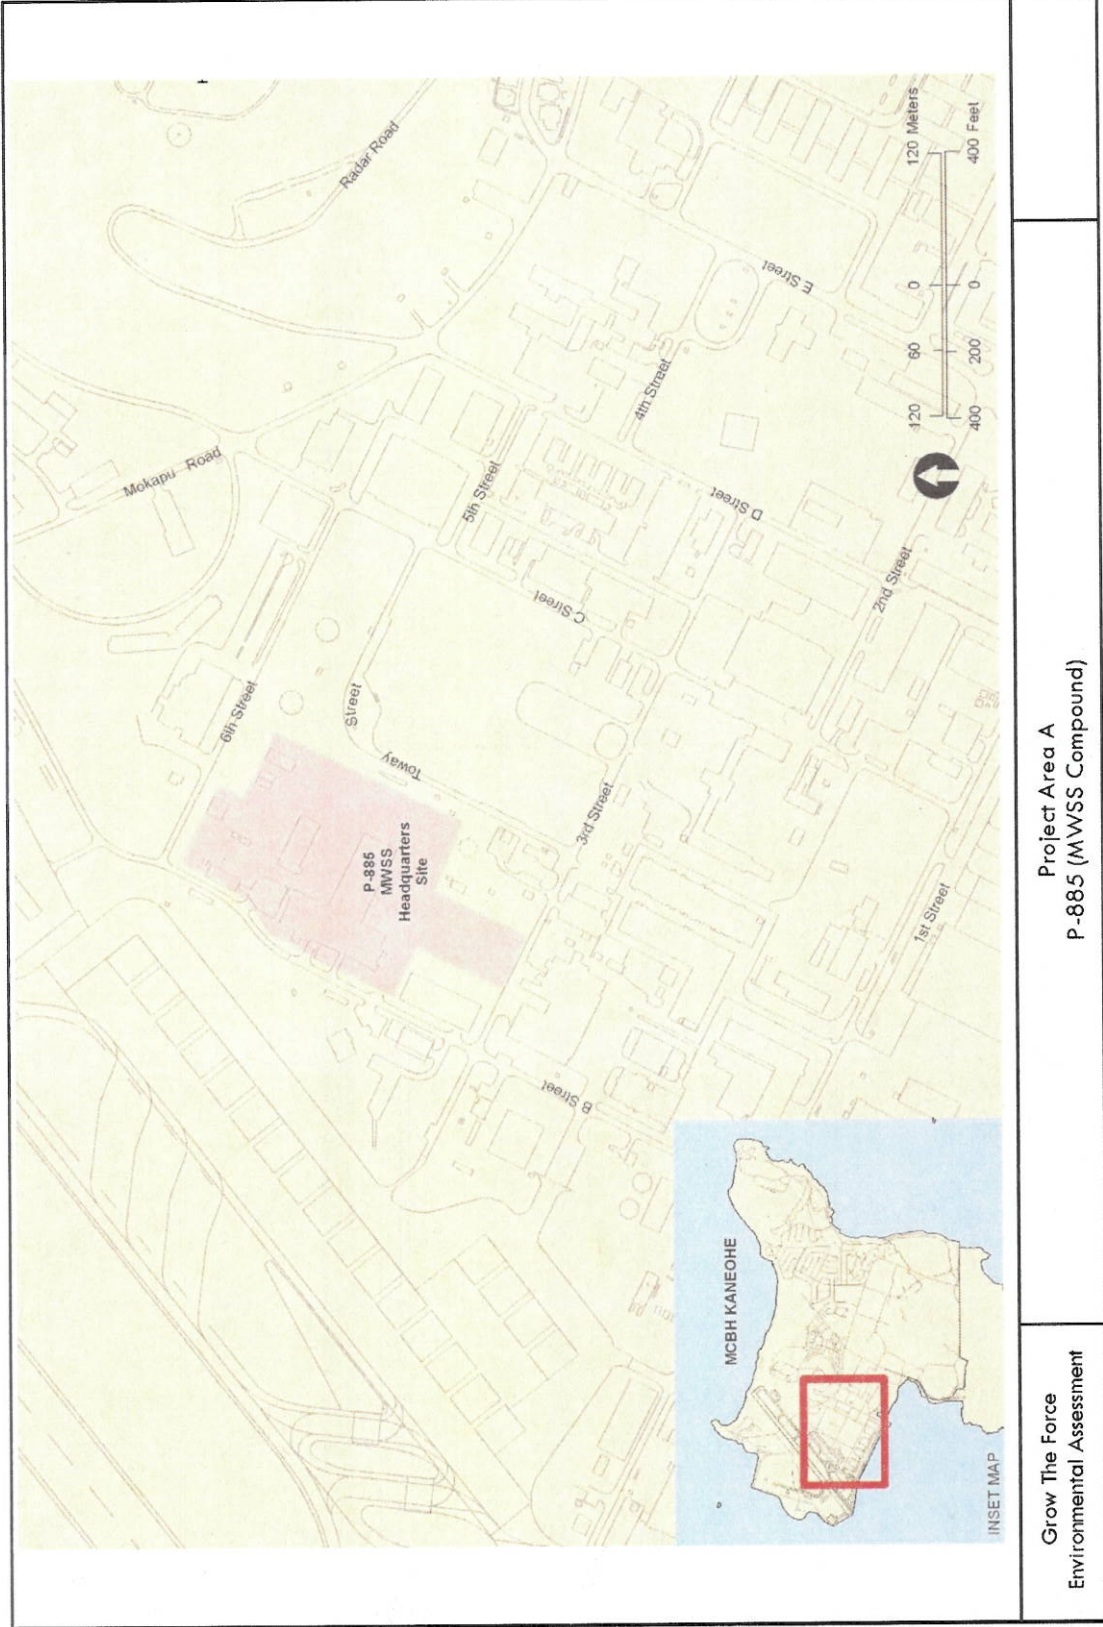 Radar Road
Mokapu Road
6th Street
5th Street
4th Street
E Street
D Street
C Street
Street
Toway
P-885
MWSS
Headquarters
Site
3rd Street
2nd Street
1st Street
B Street
120 60 0 120 Meters
400 200 0 400 Feet
MCBH KANEOHE
INSET MAP
Grow The Force
Environmental Assessment
Project Area A
P-885 (MWSS Compound)